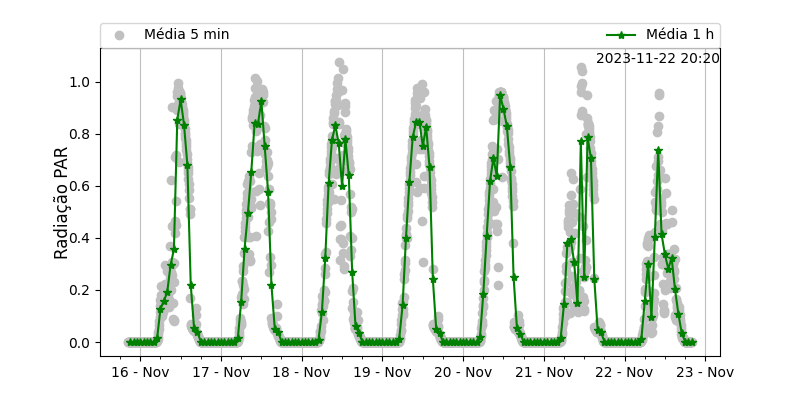 Média 5 min
Média 1 h
2023-11-22 20:20
Radiação PAR
1.0
0.8
0.6
0.4
0.2
0.0
16 - Nov
17 - Nov
18 - Nov
19 - Nov
20 - Nov
21 - Nov
22 - Nov
23 - Nov